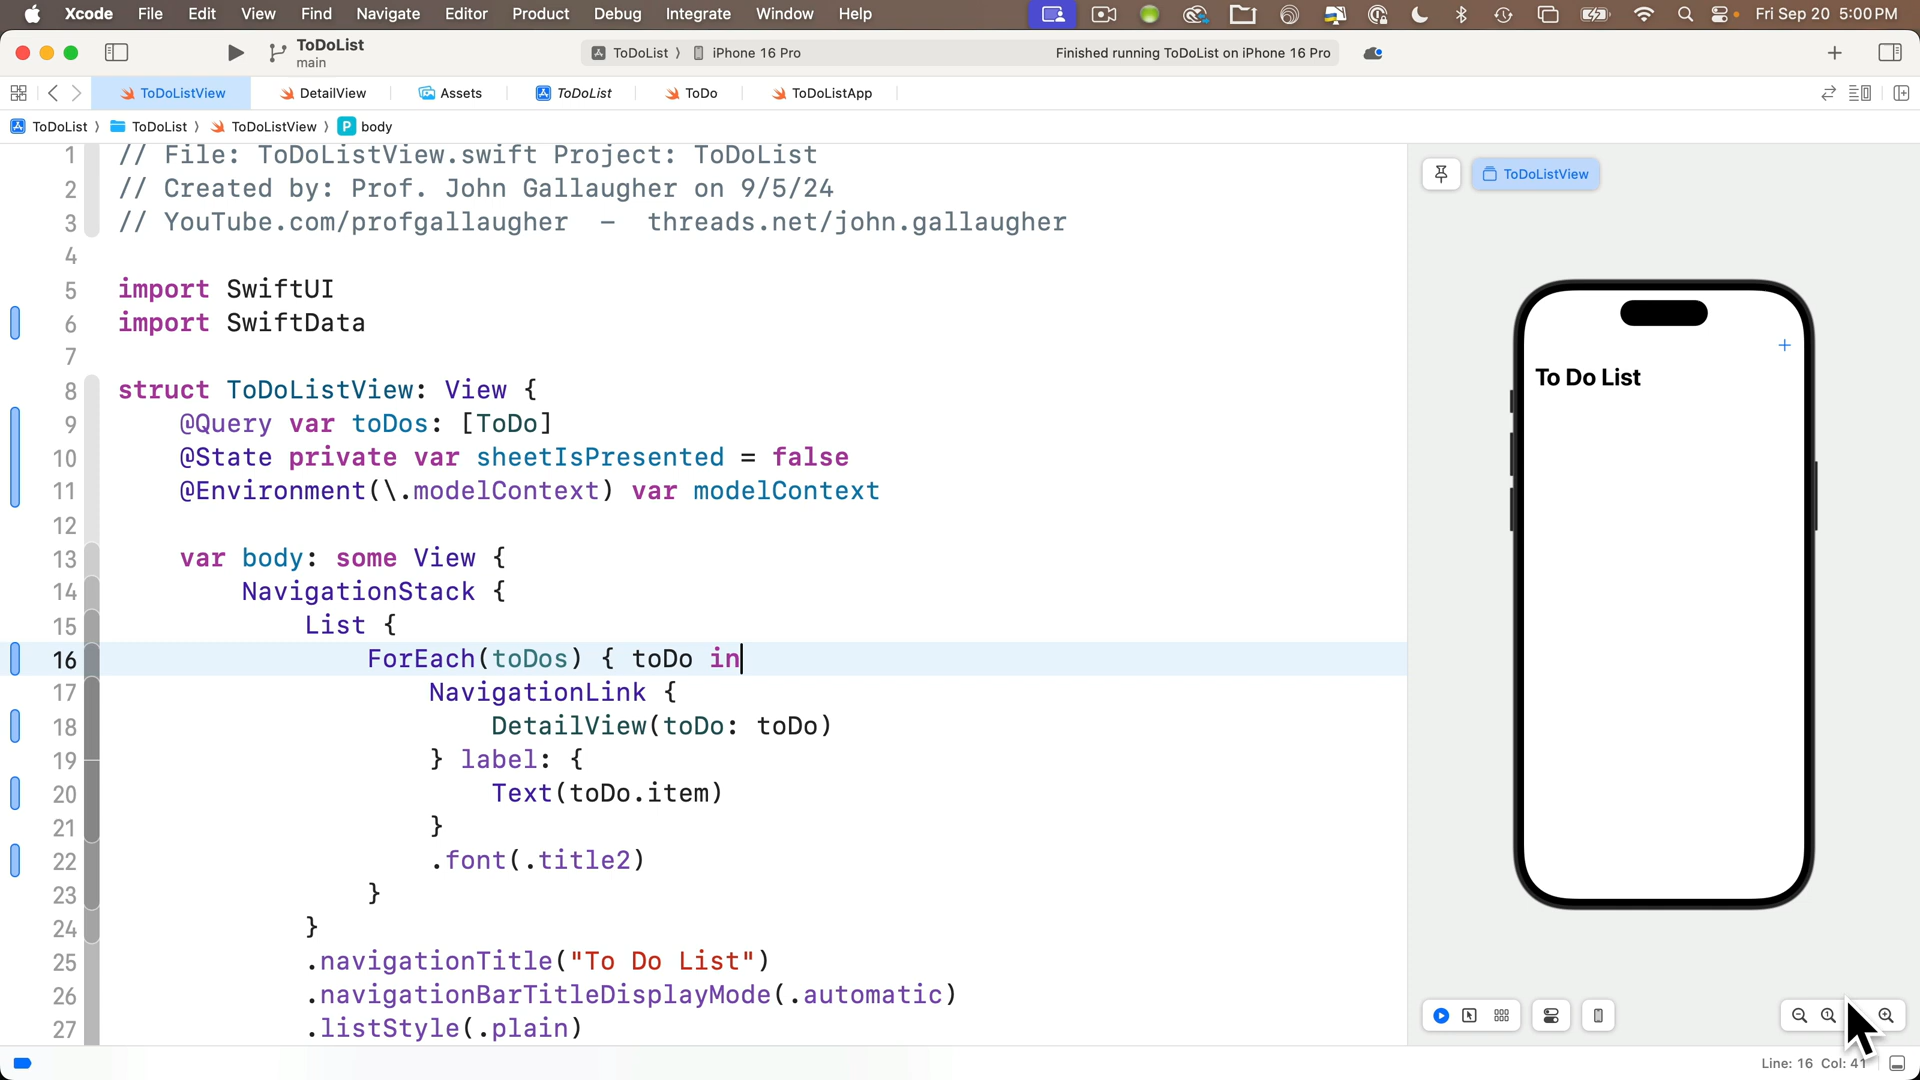 Xcode File Edit View Find Navigate Editor Product Debug Integrate Window Help Fri Sep 20 5:00 PM
ToDoList
main
ToDoList 〉 iPhone 16 Pro Finished running ToDoList on iPhone 16 Pro
ToDoListView DetailView Assets ToDoList ToDo ToDoListApp
ToDoList 〉 ToDoList 〉 ToDoListView 〉 P body
1 // File: ToDoListView.swift Project: ToDoList
2 // Created by: Prof. John Gallaugher on 9/5/24
3 // YouTube.com/profgallaugher – threads.net/john.gallaugher
4
5 import SwiftUI
6 import SwiftData
7
8 struct ToDoListView: View {
9 @Query var toDos: [ToDo]
10 @State private var sheetIsPresented = false
11 @Environment(\.modelContext) var modelContext
12
13 var body: some View {
14 NavigationStack {
15 List {
16 ForEach(toDos) { toDo in
17 NavigationLink {
18 DetailView(toDo: toDo)
19 } label: {
20 Text(toDo.item)
21 }
22 .font(.title2)
23 }
24 }
25 .navigationTitle("To Do List")
26 .navigationBarTitleDisplayMode(.automatic)
27 .listStyle(.plain)
ToDoListView
+
To Do List
Line: 16 Col: 41